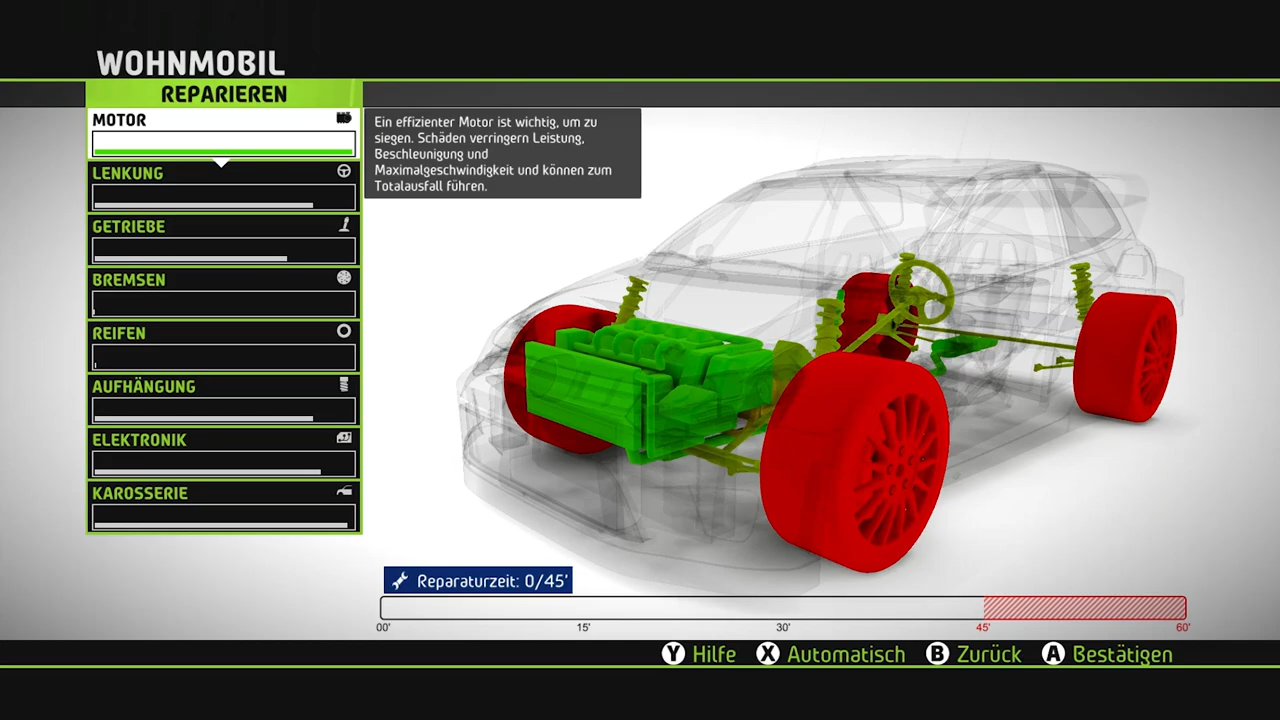 WOHNMOBIL
REPARIEREN
MOTOR
Ein effizienter Motor ist wichtig, um zu
siegen. Schäden verringern Leistung,
Beschleunigung und
Maximalgeschwindigkeit und können zum
Totalausfall führen.
LENKUNG
GETRIEBE
BREMSEN
REIFEN
AUFHÄNGUNG
ELEKTRONIK
KAROSSERIE
Reparaturzeit: 0/45'
00' 15' 30' 45' 60'
Y Hilfe X Automatisch B Zurück A Bestätigen